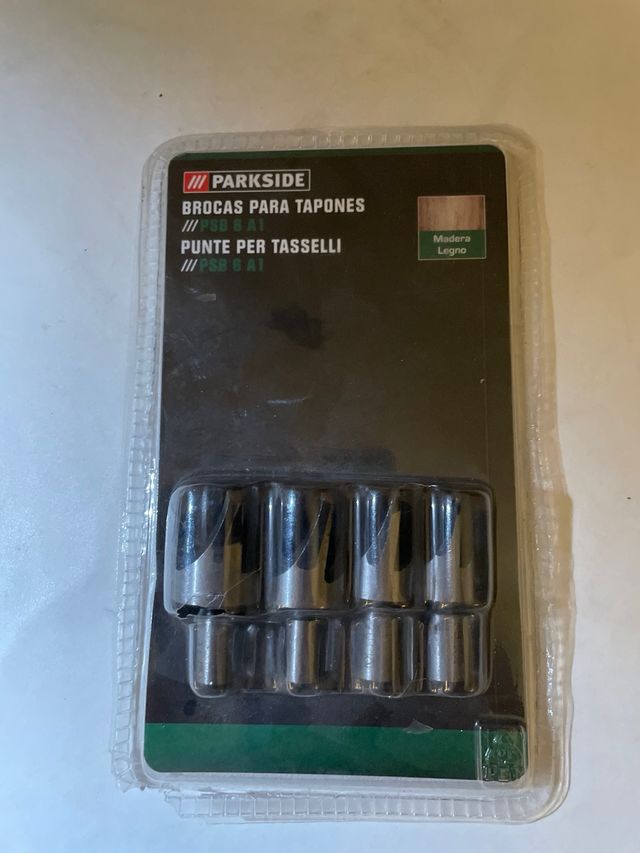 /// PARKSIDE
BROCAS PARA TAPONES
/// PSB 6 A1
PUNTE PER TASSELLI
/// PSB 6 A1
Madera
Legno